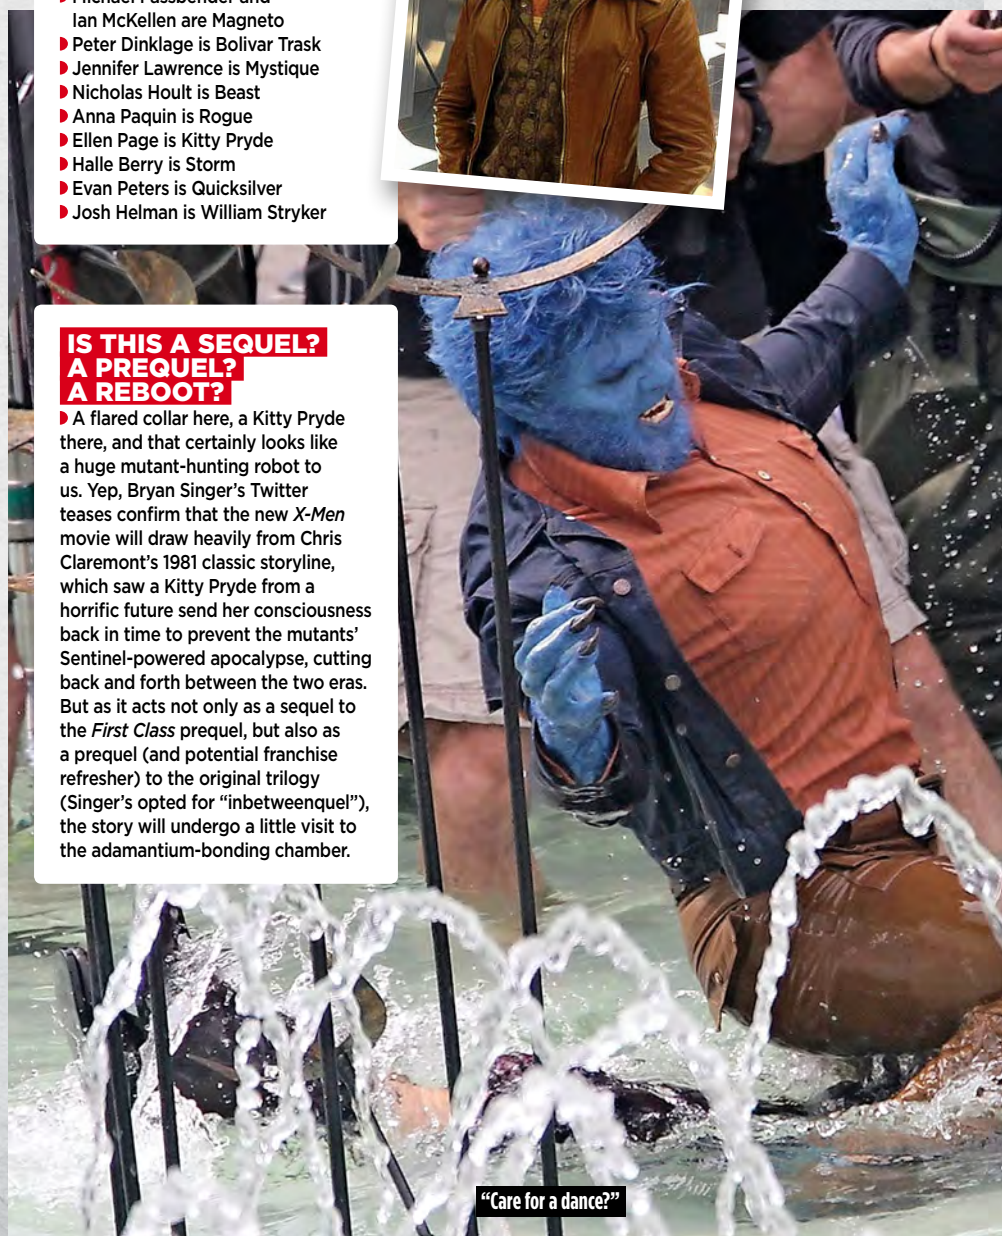 Michael Fassbender and
Ian McKellen are Magneto
Peter Dinklage is Bolivar Trask
Jennifer Lawrence is Mystique
Nicholas Hoult is Beast
Anna Paquin is Rogue
Ellen Page is Kitty Pryde
Halle Berry is Storm
Evan Peters is Quicksilver
Josh Helman is William Stryker
IS THIS A SEQUEL?
A PREQUEL?
A REBOOT?
A flared collar here, a Kitty Pryde
there, and that certainly looks like
a huge mutant-hunting robot to
us. Yep, Bryan Singer’s Twitter
teases confirm that the new X-Men
movie will draw heavily from Chris
Claremont’s 1981 classic storyline,
which saw a Kitty Pryde from a
horrific future send her consciousness
back in time to prevent the mutants’
Sentinel-powered apocalypse, cutting
back and forth between the two eras.
But as it acts not only as a sequel to
the First Class prequel, but also as
a prequel (and potential franchise
refresher) to the original trilogy
(Singer’s opted for “inbetweenquel”),
the story will undergo a little visit to
the adamantium-bonding chamber.
“Care for a dance?”